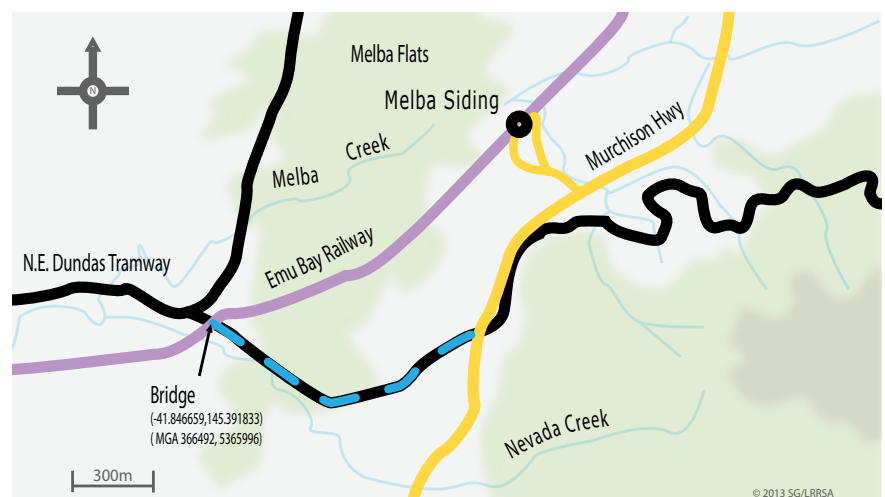 Melba Flats
Melba Siding
Murchison Hwy
Melba Creek
N.E. Dundas Tramway
Emu Bay Railway
Bridge
(-41.846659,145.391833)
( MGA 366492, 5365996)
Nevada Creek
300m
© 2013 SG/LRRSA
N